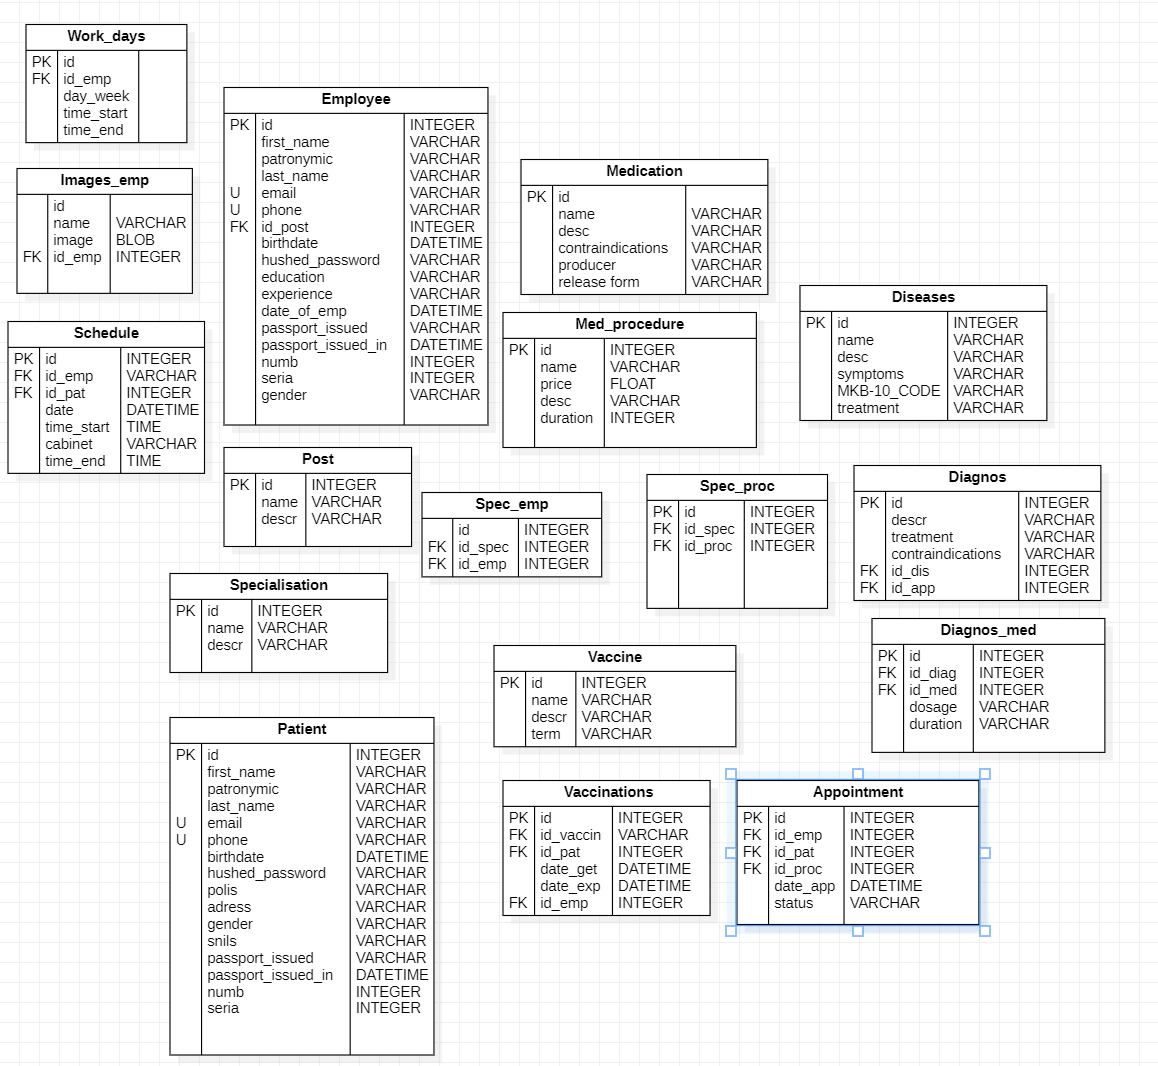 Work_days
PK id
FK id_emp
day_week
time_start
time_end
Images_emp
id
name VARCHAR
image BLOB
FK id_emp INTEGER
Schedule
PK id INTEGER
FK id_emp VARCHAR
FK id_pat INTEGER
date DATETIME
time_start TIME
cabinet VARCHAR
time_end TIME
Employee
PK id INTEGER
first_name VARCHAR
patronymic VARCHAR
last_name VARCHAR
U email VARCHAR
U phone VARCHAR
FK id_post INTEGER
birthdate DATETIME
hushed_password VARCHAR
education VARCHAR
experience VARCHAR
date_of_emp DATETIME
passport_issued VARCHAR
passport_issued_in DATETIME
numb INTEGER
seria INTEGER
gender VARCHAR
Medication
PK id
name VARCHAR
desc VARCHAR
contraindications VARCHAR
producer VARCHAR
release form VARCHAR
Med_procedure
PK id INTEGER
name VARCHAR
price FLOAT
desc VARCHAR
duration INTEGER
Diseases
PK id INTEGER
name VARCHAR
desc VARCHAR
symptoms VARCHAR
MKB-10_CODE VARCHAR
treatment VARCHAR
Post
PK id INTEGER
name VARCHAR
descr VARCHAR
Spec_emp
id INTEGER
FK id_spec INTEGER
FK id_emp INTEGER
Spec_proc
PK id INTEGER
FK id_spec INTEGER
FK id_proc INTEGER
Diagnos
PK id INTEGER
descr VARCHAR
treatment VARCHAR
contraindications VARCHAR
FK id_dis INTEGER
FK id_app INTEGER
Specialisation
PK id INTEGER
name VARCHAR
descr VARCHAR
Vaccine
PK id INTEGER
name VARCHAR
descr VARCHAR
term VARCHAR
Diagnos_med
PK id INTEGER
FK id_diag INTEGER
FK id_med INTEGER
dosage VARCHAR
duration VARCHAR
Patient
PK id INTEGER
first_name VARCHAR
patronymic VARCHAR
last_name VARCHAR
U email VARCHAR
U phone VARCHAR
birthdate DATETIME
hushed_password VARCHAR
polis VARCHAR
adress VARCHAR
gender VARCHAR
snils VARCHAR
passport_issued VARCHAR
passport_issued_in DATETIME
numb INTEGER
seria INTEGER
Vaccinations
PK id INTEGER
FK id_vaccin VARCHAR
FK id_pat INTEGER
date_get DATETIME
date_exp DATETIME
FK id_emp INTEGER
Appointment
PK id INTEGER
FK id_emp INTEGER
FK id_pat INTEGER
FK id_proc INTEGER
date_app DATETIME
status VARCHAR